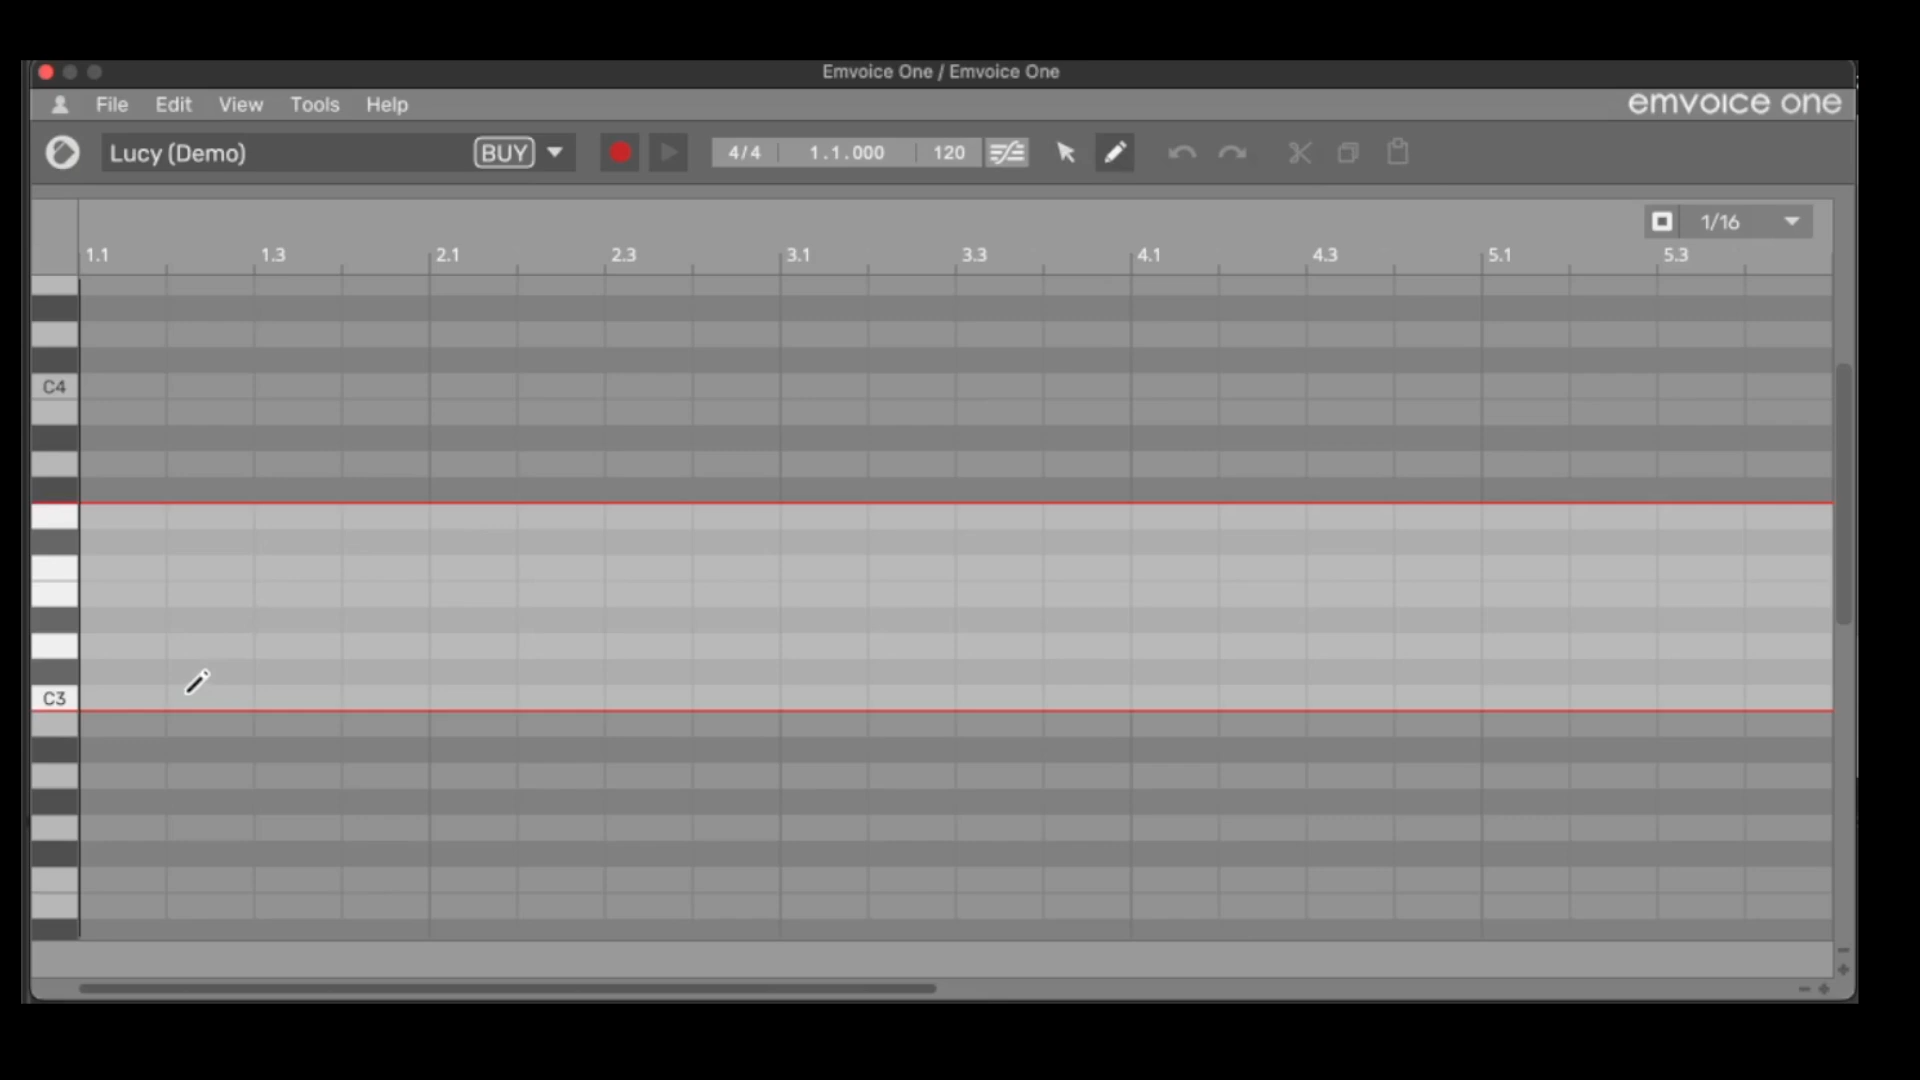 Emvoice One / Emvoice One
File Edit View Tools Help
emvoice one
Lucy (Demo) BUY 4/4 1.1.000 120
1/16
1.1 1.3 2.1 2.3 3.1 3.3 4.1 4.3 5.1 5.3
C4
C3